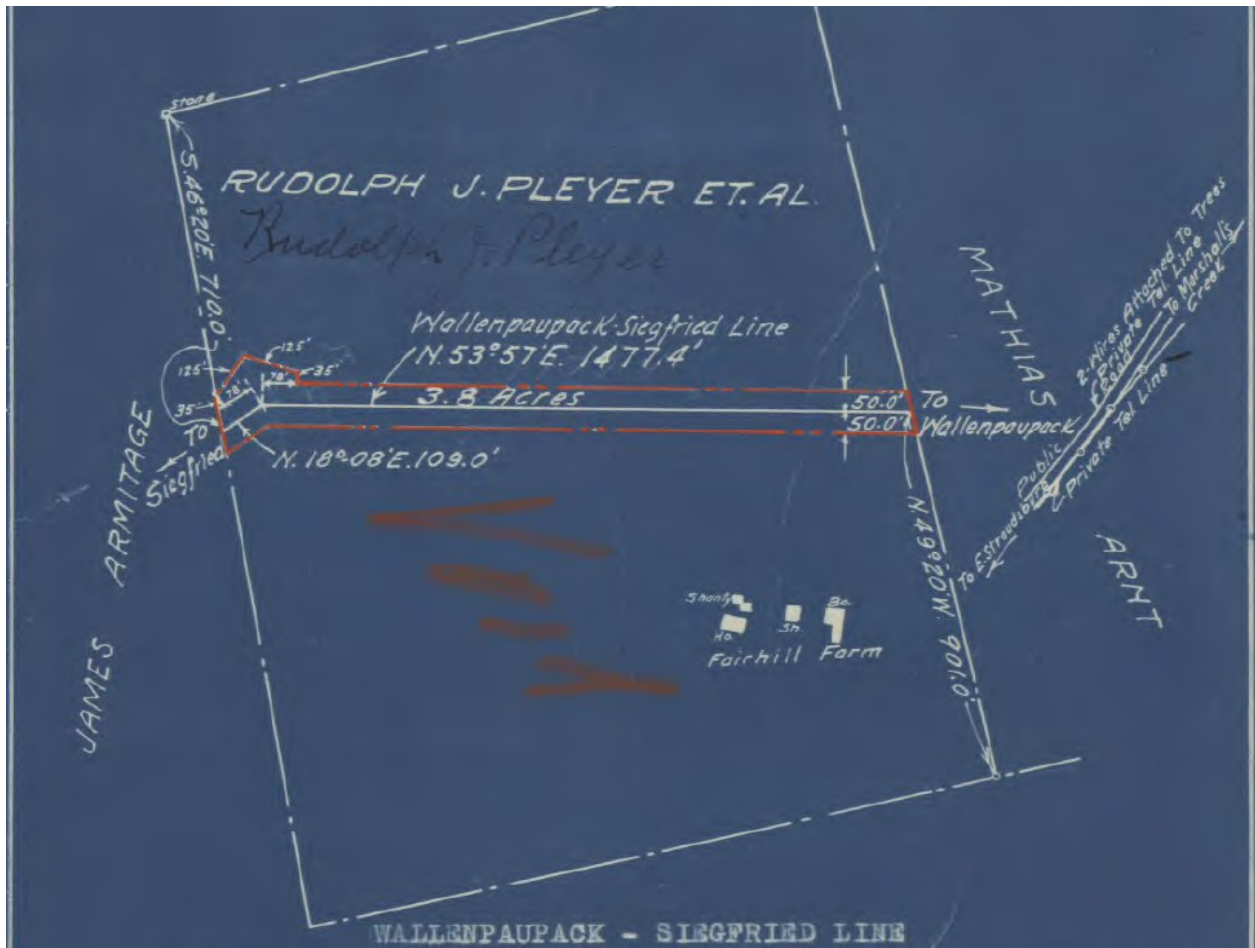 Stone
S. 46°20'E. 710.0'
RUDOLPH J. PLEYER ET. AL.
Rudolph J. Pleyer
Wallenpaupack-Siegfried Line
N. 53°57'E. 1477.4'
125'
125'
35'
78'
78'
35'
3.8 Acres
50.0'
50.0'
To
Wallenpaupack
To
Siegfried
N. 18°08'E. 109.0'
JAMES ARMITAGE
MATHIAS ARNT
2-Wires Attached To Trees
Private Tel. Line
To Marshall's Creek
Public Road
Private Tel. Line
To E. Stroudsburg
N. 49°20'W. 901.0'
Shanty
Ho.
Sh.
Ba.
Fairhill Farm
WALLENPAUPACK - SIEGFRIED LINE